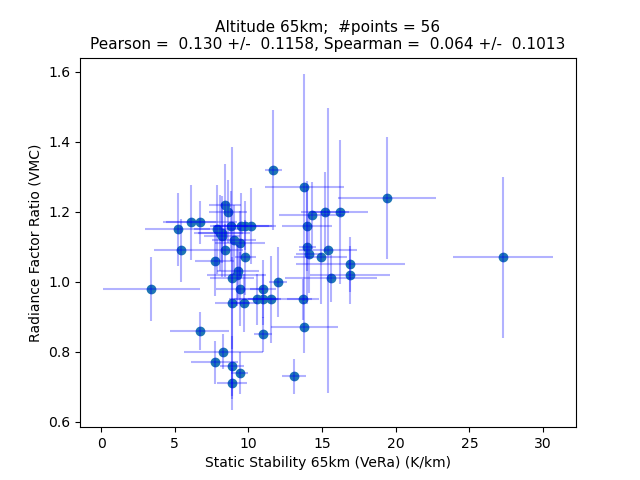 Altitude 65km;  #points = 56
Pearson =  0.130 +/-  0.1158, Spearman =  0.064 +/-  0.1013
Radiance Factor Ratio (VMC)
1.6
1.4
1.2
1.0
0.8
0.6
0 5 10 15 20 25 30
Static Stability 65km (VeRa) (K/km)